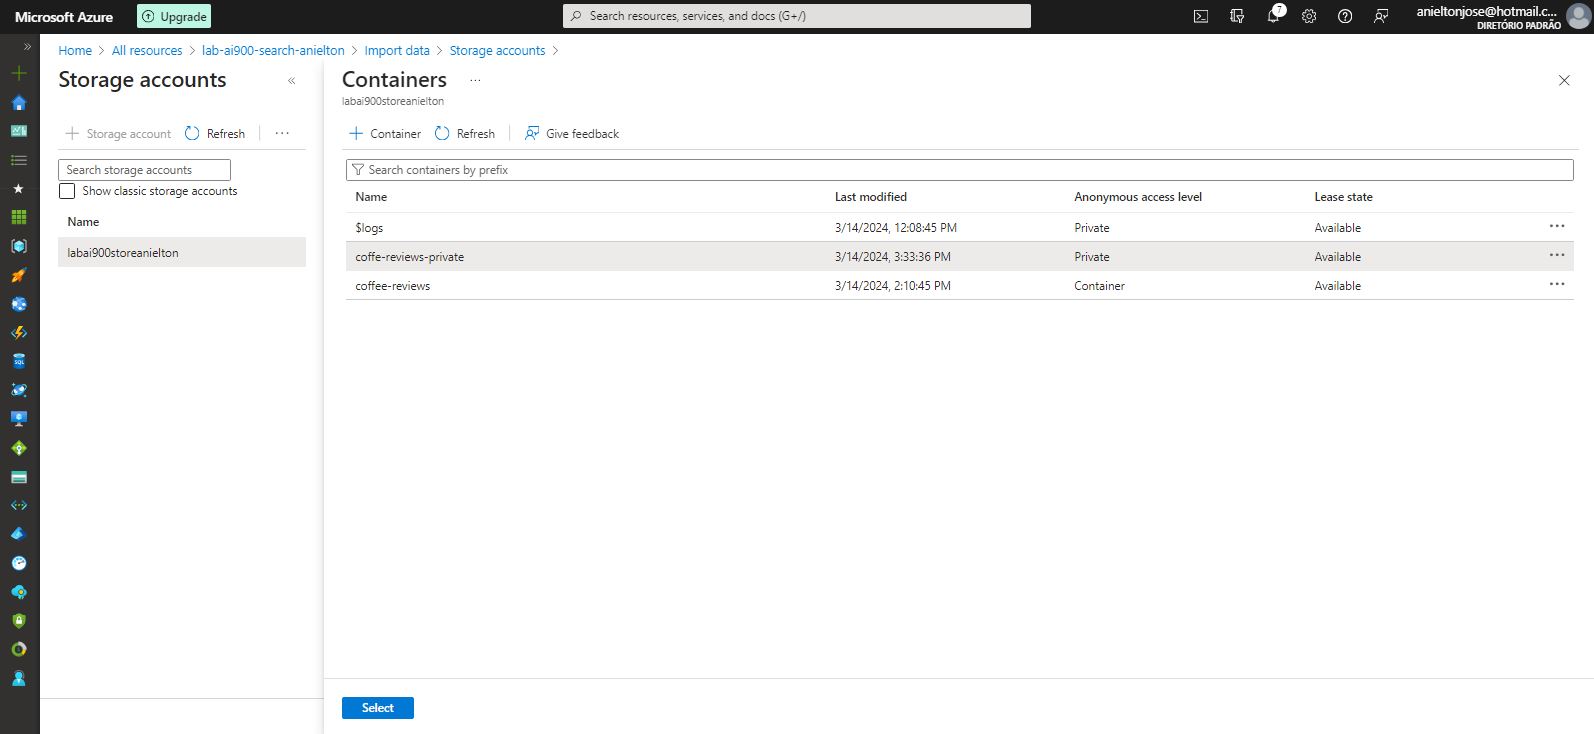 Microsoft Azure
Upgrade
Search resources, services, and docs (G+/)
7
anieltonjose@hotmail.c...
DIRETÓRIO PADRÃO
Home > All resources > lab-ai900-search-anielton > Import data > Storage accounts >
Storage accounts
«
Storage account
Refresh
...
Search storage accounts
Show classic storage accounts
Name
labai900storeanielton
Containers
...
labai900storeanielton
Container
Refresh
Give feedback
Search containers by prefix
Name Last modified Anonymous access level Lease state
$logs 3/14/2024, 12:08:45 PM Private Available ...
coffe-reviews-private 3/14/2024, 3:33:36 PM Private Available ...
coffee-reviews 3/14/2024, 2:10:45 PM Container Available ...
Select
»
SQL